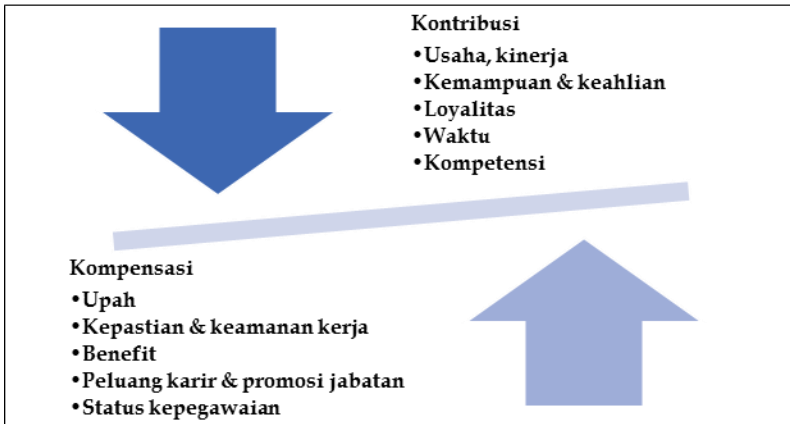 Kontribusi
•Usaha, kinerja
•Kemampuan & keahlian
•Loyalitas
•Waktu
•Kompetensi
Kompensasi
•Upah
•Kepastian & keamanan kerja
•Benefit
•Peluang karir & promosi jabatan
•Status kepegawaian